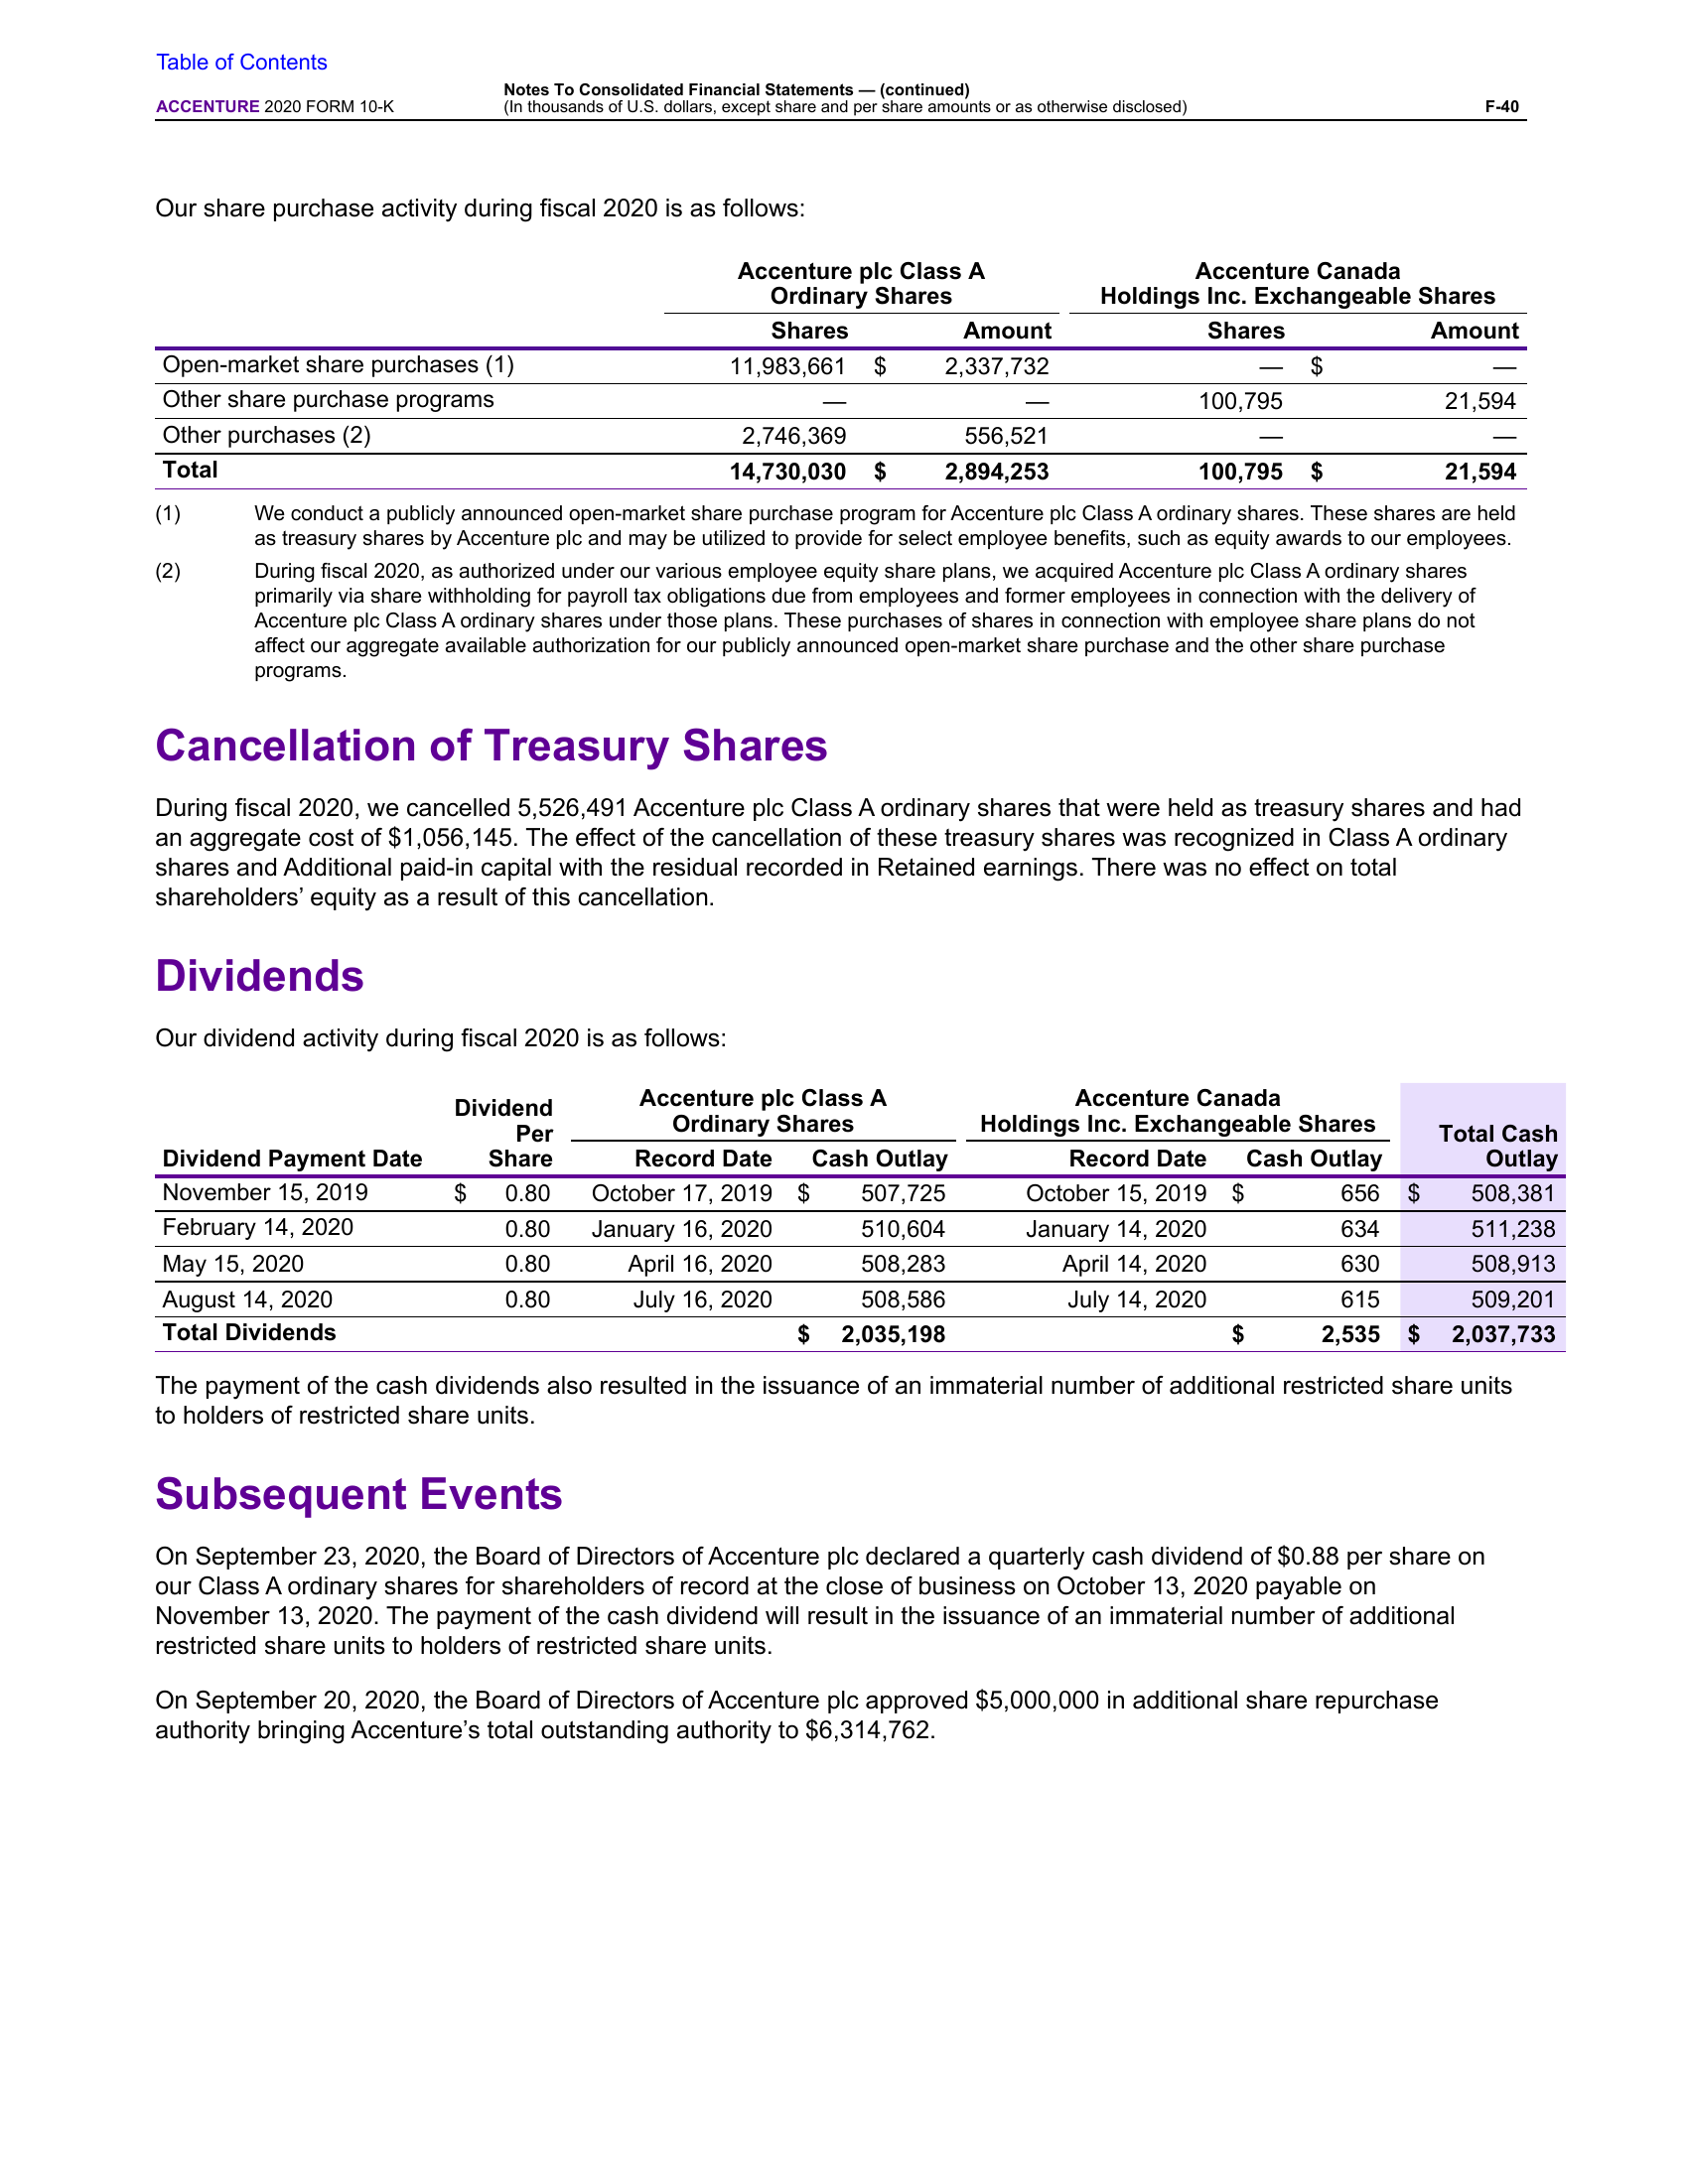 Table of Contents
Notes To Consolidated Financial Statements — (continued)
ACCENTURE 2020 FORM 10-K (In thousands of U.S. dollars, except share and per share amounts or as otherwise disclosed) F-40
Our share purchase activity during fiscal 2020 is as follows:
Accenture plc Class A Accenture Canada
Ordinary Shares Holdings Inc. Exchangeable Shares
Shares Amount Shares Amount
Open-market share purchases (1) 11,983,661 $ 2,337,732 — $ —
Other share purchase programs — — 100,795 21,594
Other purchases (2) 2,746,369 556,521 — —
Total 14,730,030 $ 2,894,253 100,795 $ 21,594
(1) We conduct a publicly announced open-market share purchase program for Accenture plc Class A ordinary shares. These shares are held
as treasury shares by Accenture plc and may be utilized to provide for select employee benefits, such as equity awards to our employees.
(2) During fiscal 2020, as authorized under our various employee equity share plans, we acquired Accenture plc Class A ordinary shares
primarily via share withholding for payroll tax obligations due from employees and former employees in connection with the delivery of
Accenture plc Class A ordinary shares under those plans. These purchases of shares in connection with employee share plans do not
affect our aggregate available authorization for our publicly announced open-market share purchase and the other share purchase
programs.
Cancellation of Treasury Shares
During fiscal 2020, we cancelled 5,526,491 Accenture plc Class A ordinary shares that were held as treasury shares and had
an aggregate cost of $1,056,145. The effect of the cancellation of these treasury shares was recognized in Class A ordinary
shares and Additional paid-in capital with the residual recorded in Retained earnings. There was no effect on total
shareholders’ equity as a result of this cancellation.
Dividends
Our dividend activity during fiscal 2020 is as follows:
Accenture plc Class A Accenture Canada
Dividend Ordinary Shares Holdings Inc. Exchangeable Shares
Per Total Cash
Dividend Payment Date Share Record Date Cash Outlay Record Date Cash Outlay Outlay
November 15, 2019 $ 0.80 October 17, 2019 $ 507,725 October 15, 2019 $ 656 $ 508,381
February 14, 2020 0.80 January 16, 2020 510,604 January 14, 2020 634 511,238
May 15, 2020 0.80 April 16, 2020 508,283 April 14, 2020 630 508,913
August 14, 2020 0.80 July 16, 2020 508,586 July 14, 2020 615 509,201
Total Dividends $ 2,035,198 $ 2,535 $ 2,037,733
The payment of the cash dividends also resulted in the issuance of an immaterial number of additional restricted share units
to holders of restricted share units.
Subsequent Events
On September 23, 2020, the Board of Directors of Accenture plc declared a quarterly cash dividend of $0.88 per share on
our Class A ordinary shares for shareholders of record at the close of business on October 13, 2020 payable on
November 13, 2020. The payment of the cash dividend will result in the issuance of an immaterial number of additional
restricted share units to holders of restricted share units.
On September 20, 2020, the Board of Directors of Accenture plc approved $5,000,000 in additional share repurchase
authority bringing Accenture’s total outstanding authority to $6,314,762.